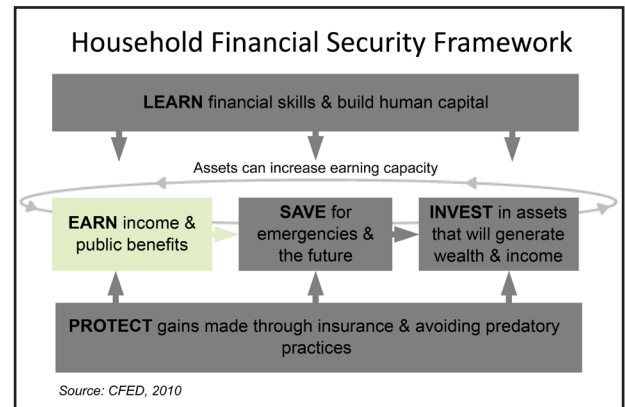 Household Financial Security Framework
LEARN financial skills & build human capital
Assets can increase earning capacity
EARN income &
public benefits
SAVE for
emergencies &
the future
INVEST in assets
that will generate
wealth & income
PROTECT gains made through insurance & avoiding predatory
practices
Source: CFED, 2010